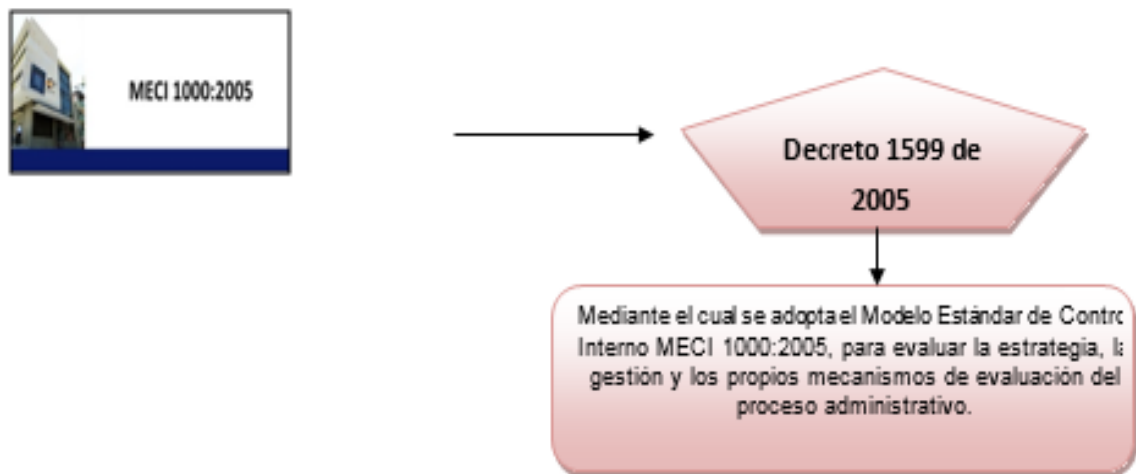 MECI 1000:2005
Decreto 1599 de
2005
Mediante el cual se adopta el Modelo Estándar de Contro
Interno MECI 1000:2005, para evaluar la estrategia, la
gestión y los propios mecanismos de evaluación del
proceso administrativo.